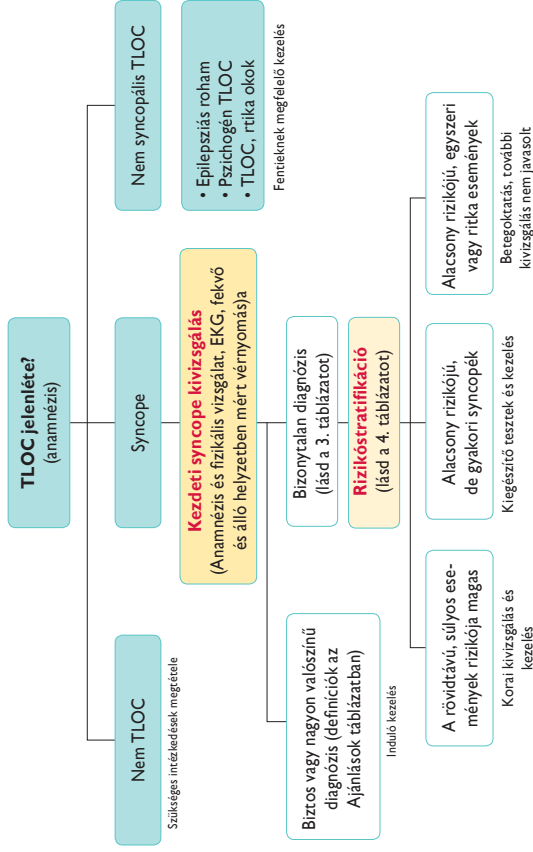 TLOC jelenléte?
(anamnézis)
Nem TLOC
Szükséges intézkedések megtétele
Syncope
Nem syncopális TLOC
Kezdeti syncope kivizsgálás
(Anamnézis és fizikális vizsgálat, EKG, fekvő
és álló helyzetben mért vérnyomás)a
• Epilepsziás roham
• Pszichogén TLOC
• TLOC, rtika okok
Fentieknek megfelelő kezelés
Biztos vagy nagyon valószínű
diagnózis (definíciók az
Ajánlások táblázatban)
Induló kezelés
Bizonytalan diagnózis
(lásd a 3. táblázatot)
Rizikóstratifikáció
(lásd a 4. táblázatot)
A rövidtávú, súlyos ese-
mények rizikója magas
Korai kivizsgálás és
kezelés
Alacsony rizikójú,
de gyakori syncopék
Kiegészítő tesztek és kezelés
Alacsony rizikójú, egyszeri
vagy ritka események
Betegoktatás, további
kivizsgálás nem javasolt